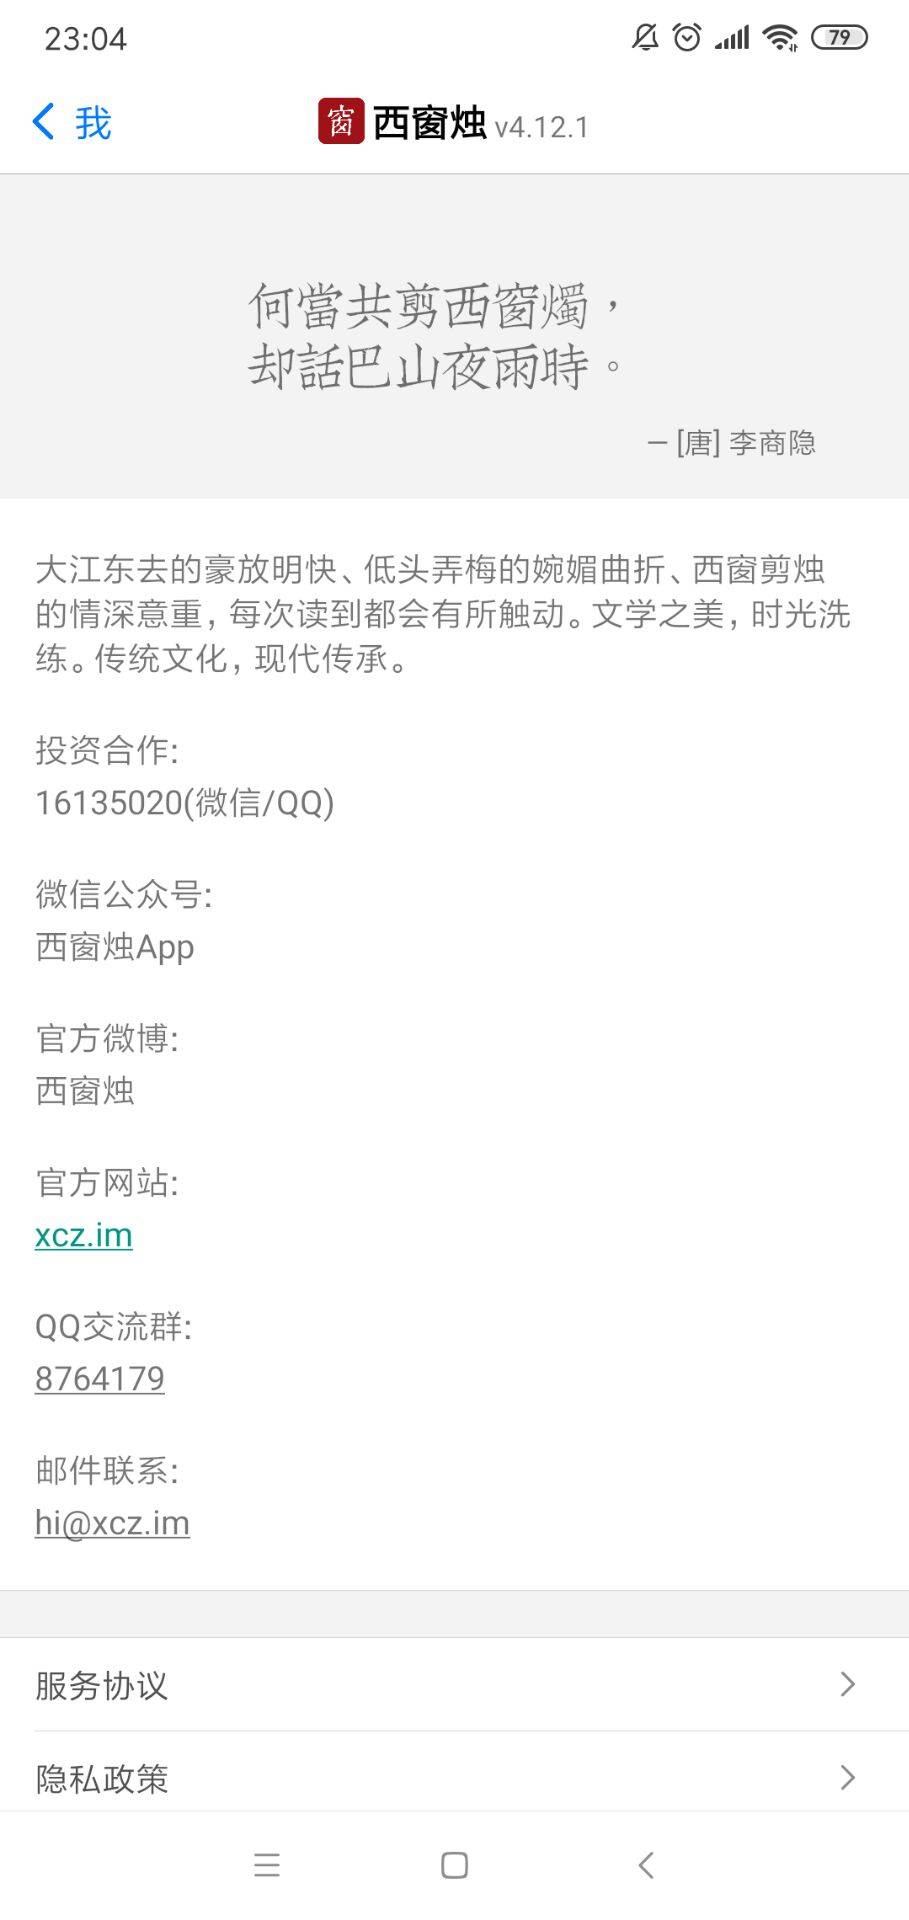 23:04
79
我
窗 西窗烛 v4.12.1
何當共剪西窗燭，
却話巴山夜雨時。
– [唐] 李商隐
大江东去的豪放明快、低头弄梅的婉媚曲折、西窗剪烛
的情深意重，每次读到都会有所触动。文学之美，时光洗
练。传统文化，现代传承。
投资合作:
16135020(微信/QQ)
微信公众号:
西窗烛App
官方微博:
西窗烛
官方网站:
xcz.im
QQ交流群:
8764179
邮件联系:
hi@xcz.im
服务协议
隐私政策